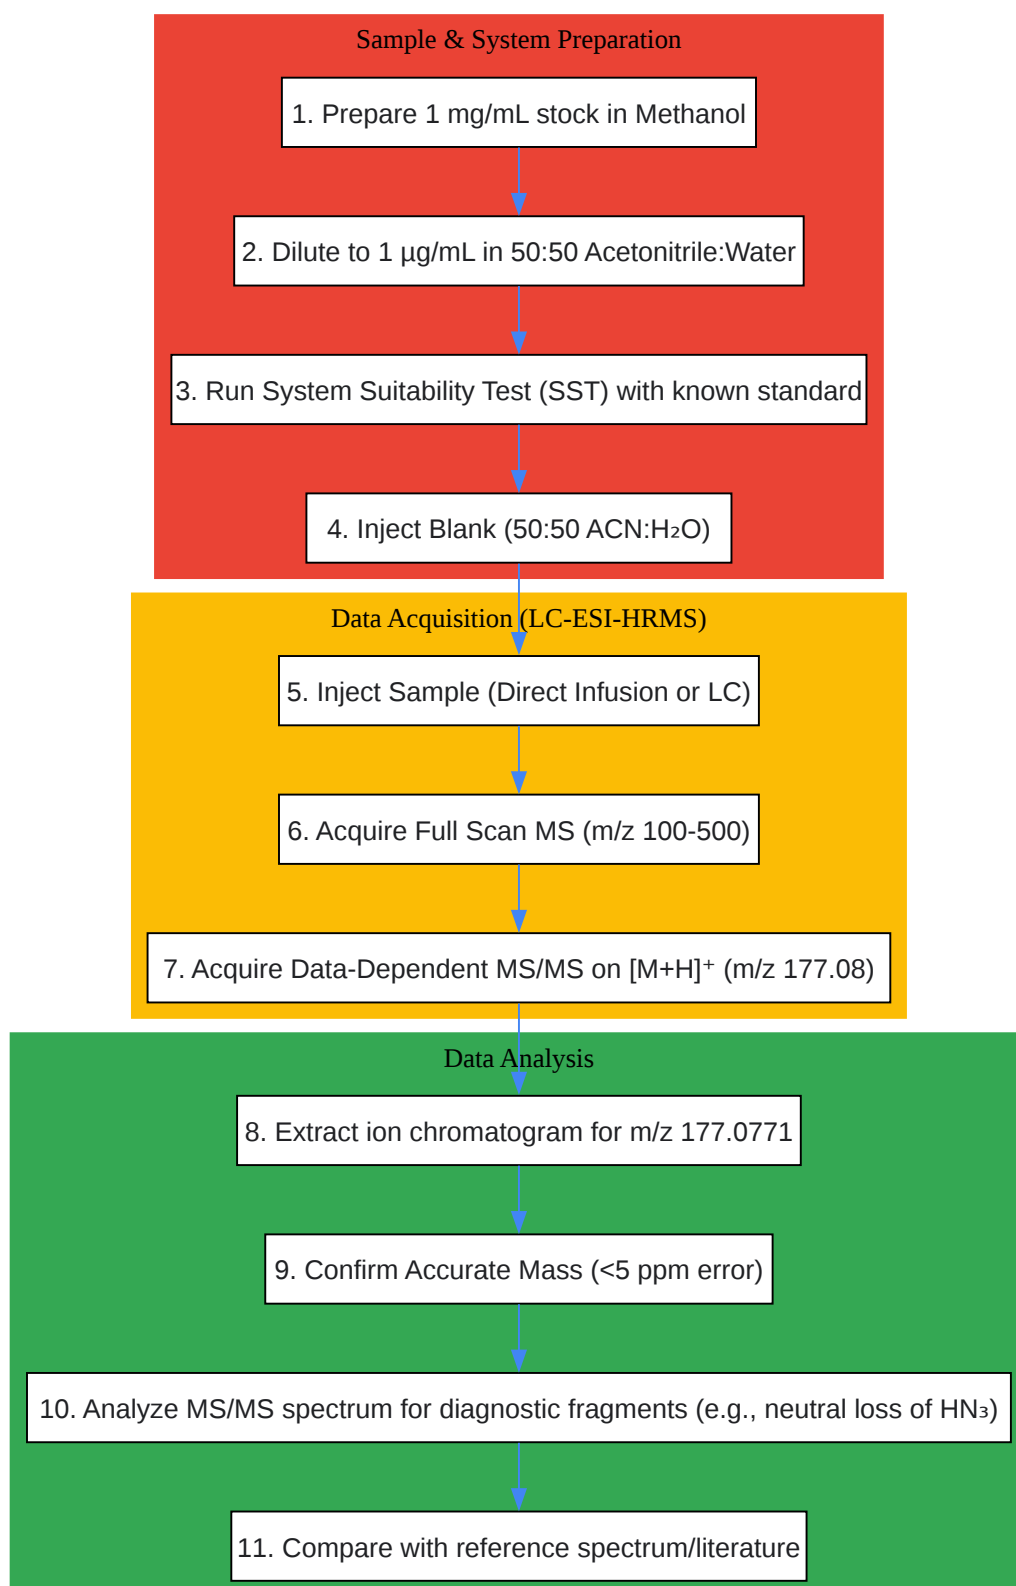 Sample & System Preparation
1. Prepare 1 mg/mL stock in Methanol
2. Dilute to 1 µg/mL in 50:50 Acetonitrile:Water
3. Run System Suitability Test (SST) with known standard
4. Inject Blank (50:50 ACN:H₂O)
Data Acquisition (LC-ESI-HRMS)
5. Inject Sample (Direct Infusion or LC)
6. Acquire Full Scan MS (m/z 100-500)
7. Acquire Data-Dependent MS/MS on [M+H]⁺ (m/z 177.08)
Data Analysis
8. Extract ion chromatogram for m/z 177.0771
9. Confirm Accurate Mass (<5 ppm error)
10. Analyze MS/MS spectrum for diagnostic fragments (e.g., neutral loss of HN₃)
11. Compare with reference spectrum/literature